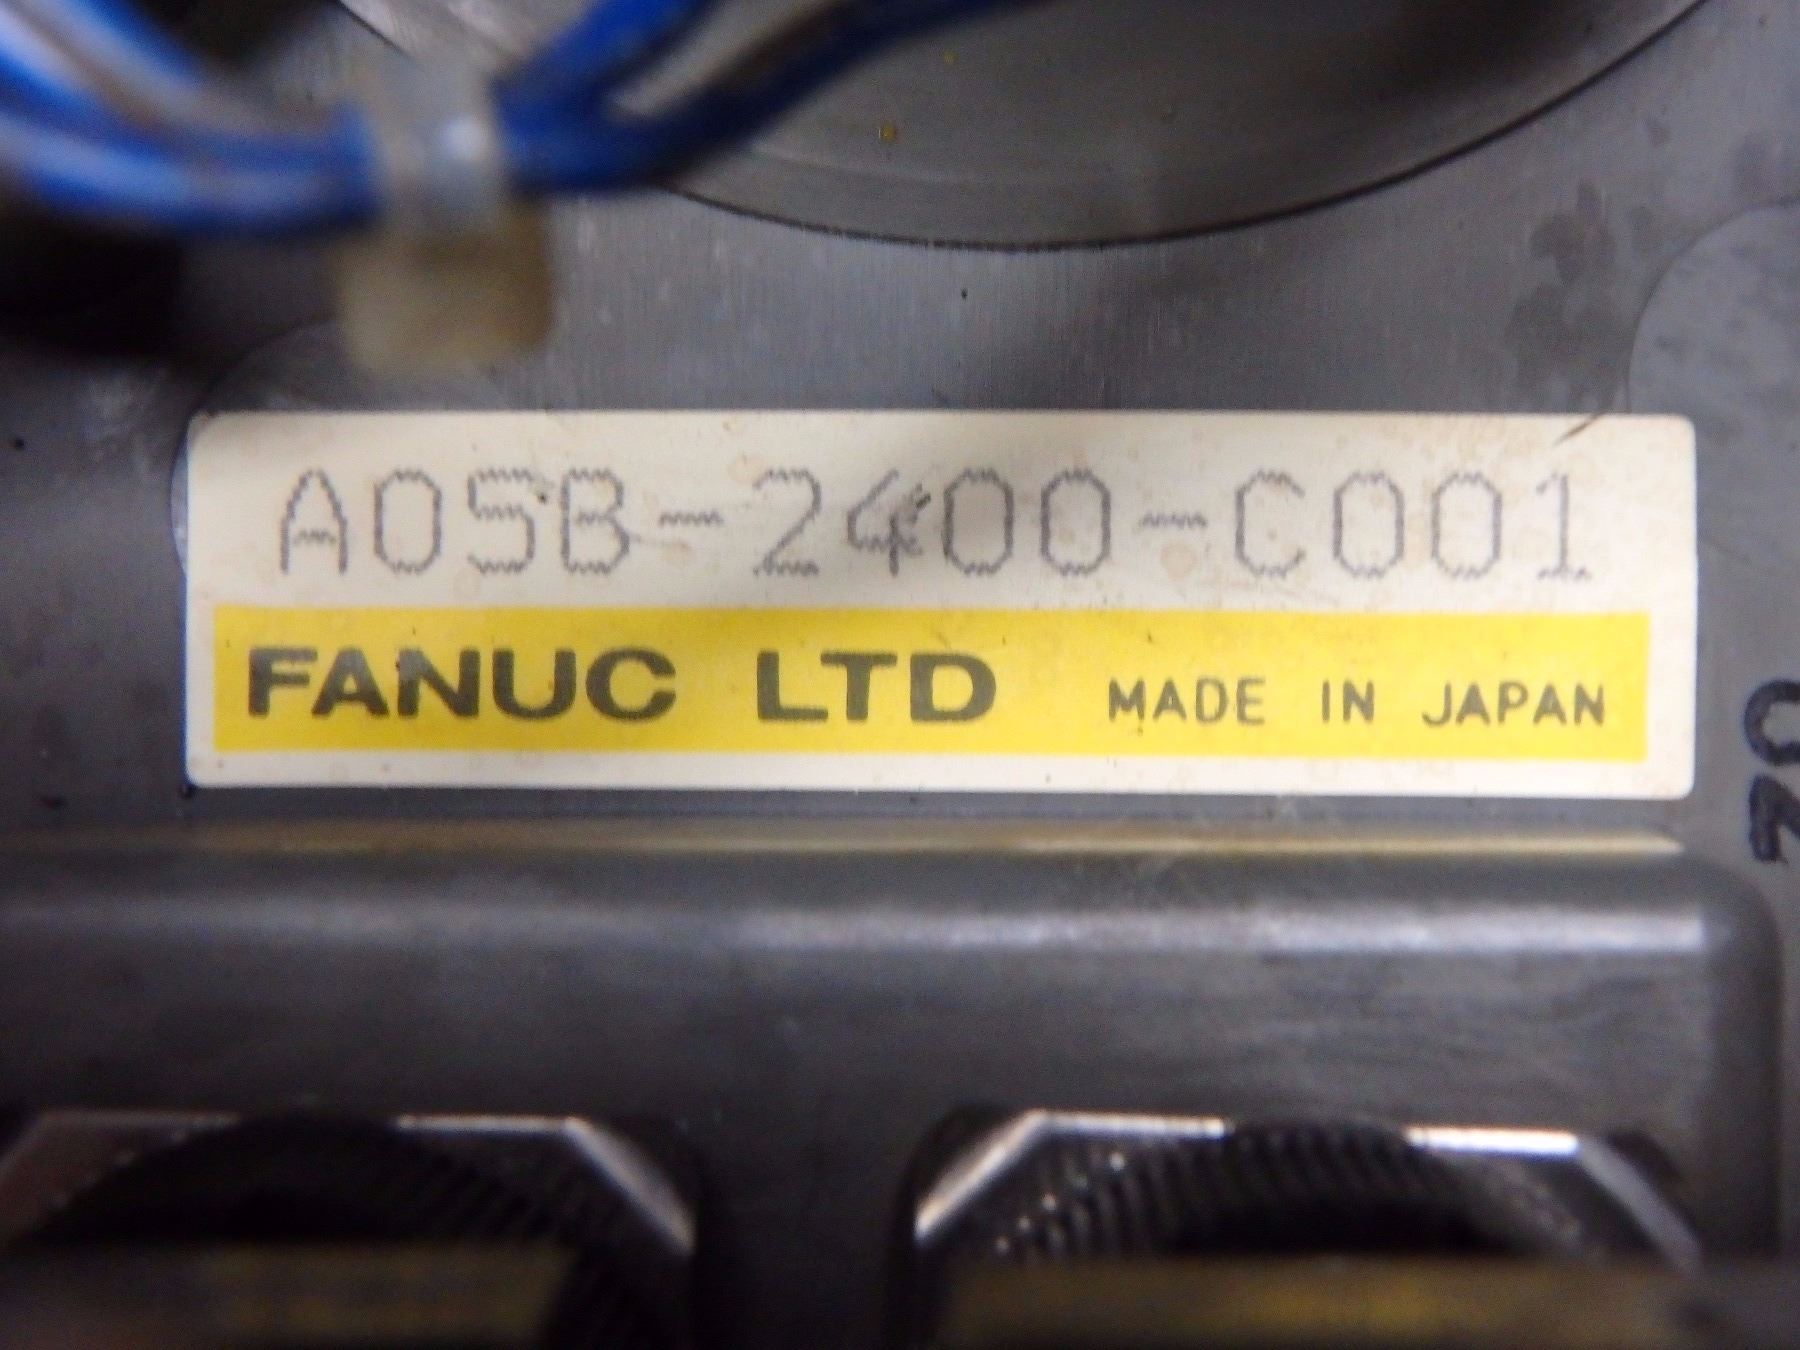 A05B-2400-C001
FANUC LTD MADE IN JAPAN